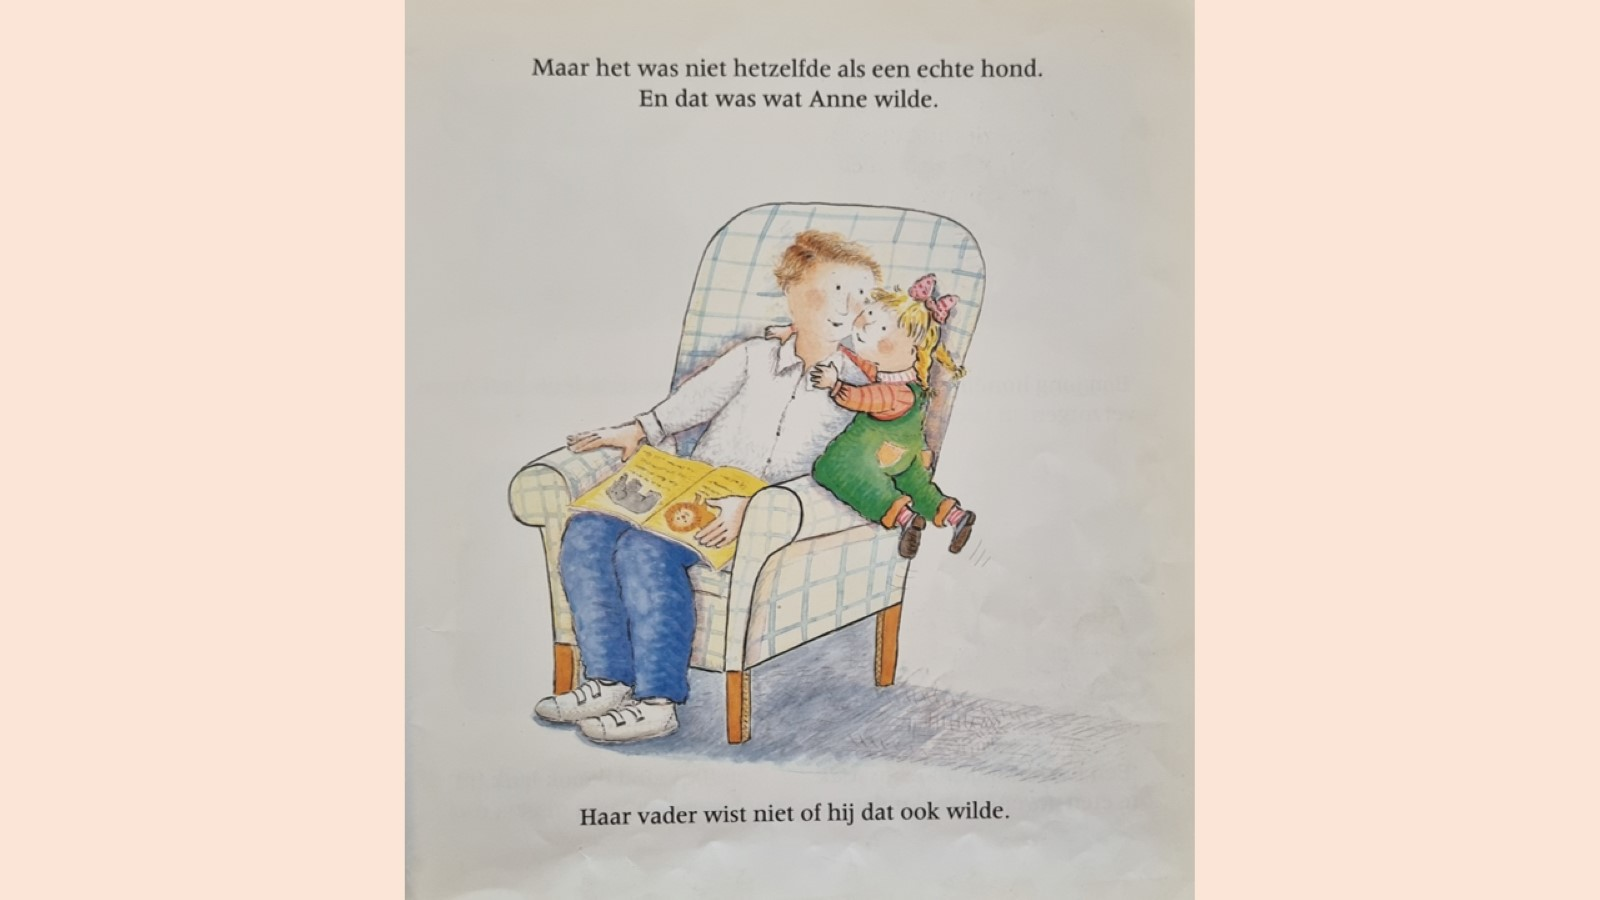 Maar het was niet hetzelfde als een echte hond.
En dat was wat Anne wilde.
Haar vader wist niet of hij dat ook wilde.